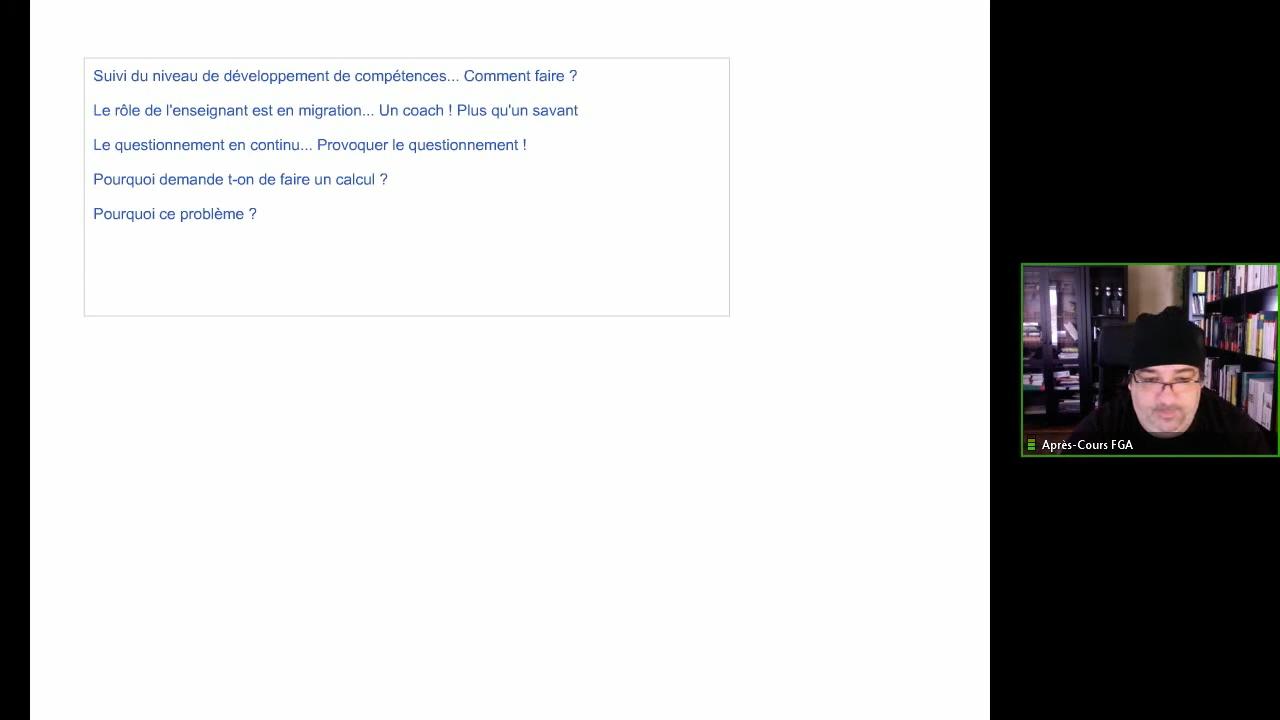 Suivi du niveau de développement de compétences... Comment faire ?
Le rôle de l'enseignant est en migration... Un coach ! Plus qu'un savant
Le questionnement en continu... Provoquer le questionnement !
Pourquoi demande t-on de faire un calcul ?
Pourquoi ce problème ?
Après-Cours FGA